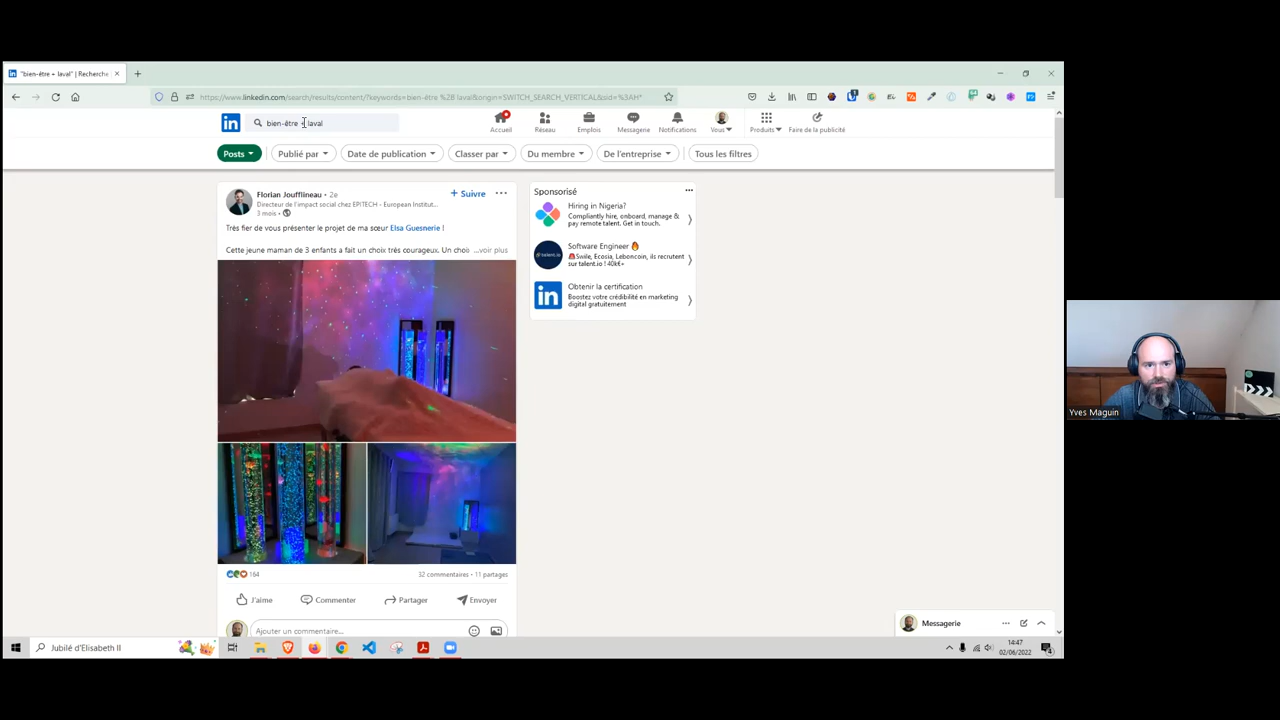 "bien-être + laval" | Recherche
https://www.linkedin.com/search/results/content/?keywords=bien-être %2B laval&origin=SWITCH_SEARCH_VERTICAL&sid=%3AH*
in
bien-être + laval
Accueil
Réseau
Emplois
Messagerie
Notifications
Vous
Produits
Faire de la publicité
Posts
Publié par
Date de publication
Classer par
Du membre
De l'entreprise
Tous les filtres
Florian Joufflineau • 2e
+ Suivre
Directeur de l'impact social chez EPITECH - European Institut...
3 mois •
Très fier de vous présenter le projet de ma sœur Elsa Guesnerie !
Cette jeune maman de 3 enfants a fait un choix très courageux. Un choi ...voir plus
164
32 commentaires • 11 partages
J'aime
Commenter
Partager
Envoyer
Ajouter un commentaire...
Sponsorisé
Hiring in Nigeria?
Compliantly hire, onboard, manage &
pay remote talent. Get in touch.
Software Engineer
Swile, Ecosia, Leboncoin, ils recrutent
sur talent.io ! 40k€+
talent.io
Obtenir la certification
Boostez votre crédibilité en marketing
digital gratuitement
in
Messagerie
Yves Maguin
Jubilé d'Elisabeth II
14:47
02/06/2022